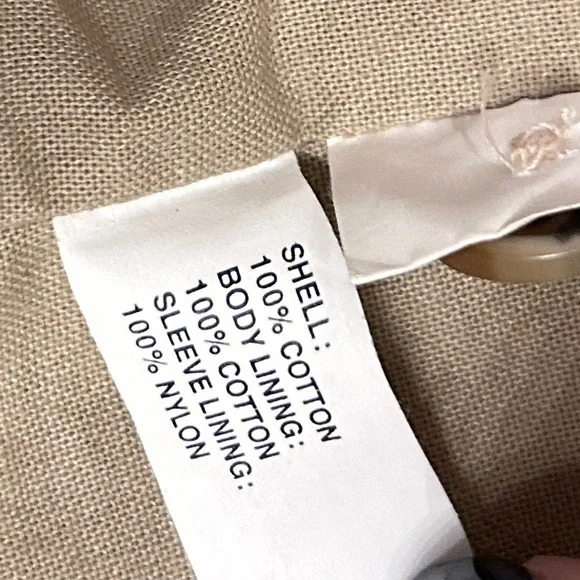 SHELL:
100% COTTON
BODY LINING:
100% COTTON
SLEEVE LINING:
100% NYLON